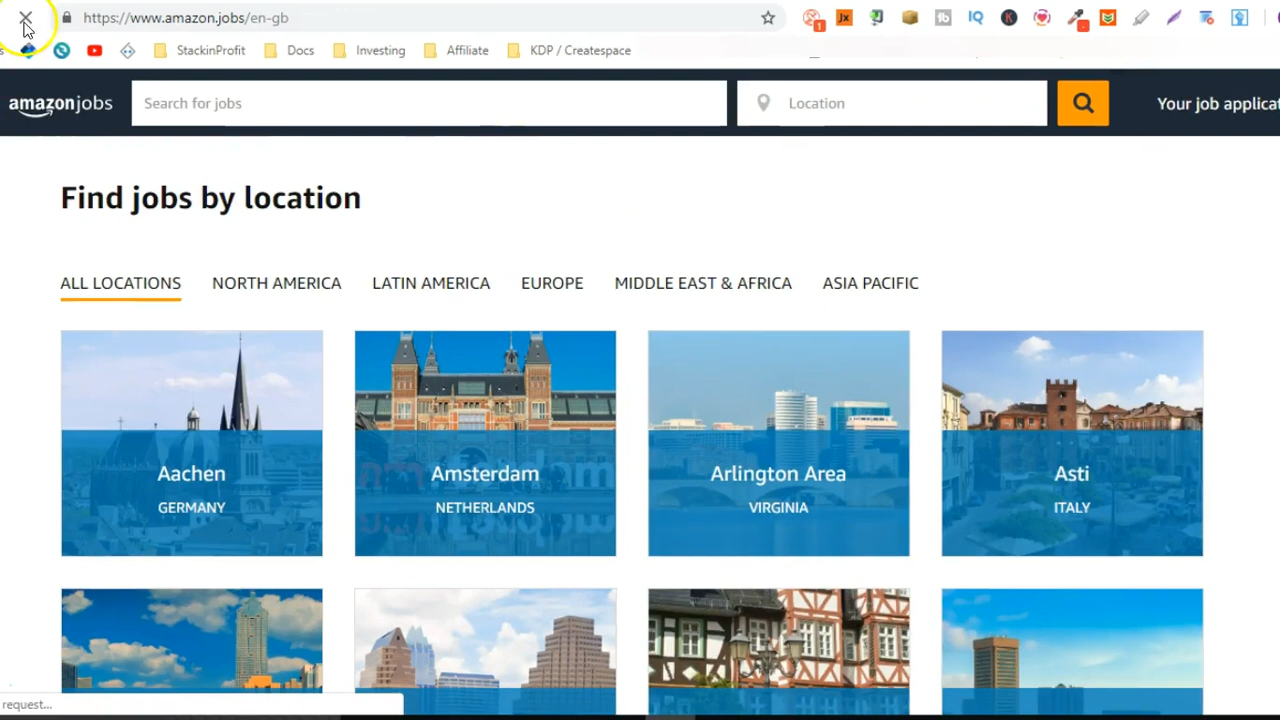 https://www.amazon.jobs/en-gb
StackinProfit
Docs
Investing
Affiliate
KDP / Createspace
amazonjobs
Search for jobs
Location
Your job applicat
Find jobs by location
ALL LOCATIONS
NORTH AMERICA
LATIN AMERICA
EUROPE
MIDDLE EAST & AFRICA
ASIA PACIFIC
Aachen
GERMANY
Amsterdam
NETHERLANDS
Arlington Area
VIRGINIA
Asti
ITALY
request...